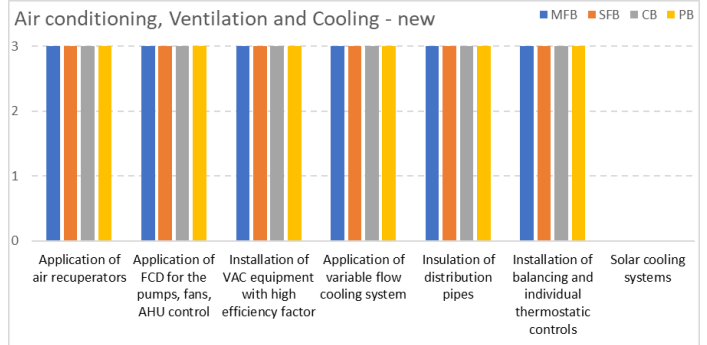 Air conditioning, Ventilation and Cooling - new
MFB SFB CB PB
3
2
1
0
Application of
air recuperators
Application of
FCD for the
pumps, fans,
AHU control
Installation of
VAC equipment
with high
efficiency factor
Application of
variable flow
cooling system
Insulation of
distribution
pipes
Installation of
balancing and
individual
thermostatic
controls
Solar cooling
systems